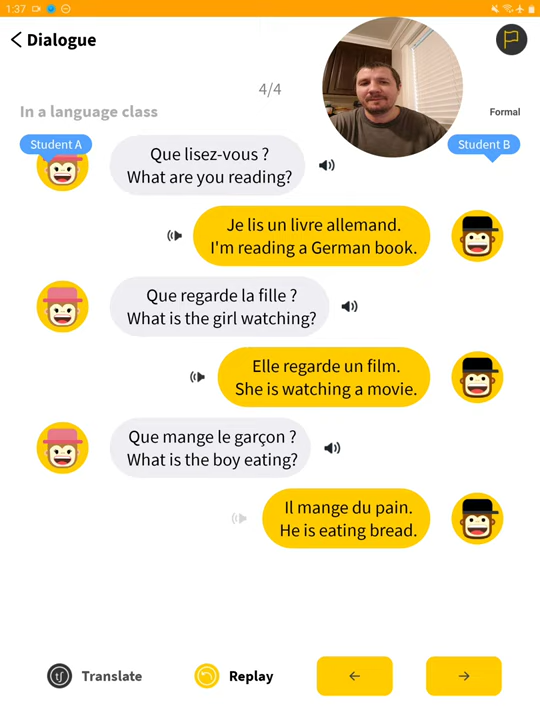 1:37
Dialogue
4/4
In a language class
Formal
Student A
Student B
Que lisez-vous ?
What are you reading?
Je lis un livre allemand.
I'm reading a German book.
Que regarde la fille ?
What is the girl watching?
Elle regarde un film.
She is watching a movie.
Que mange le garçon ?
What is the boy eating?
Il mange du pain.
He is eating bread.
Translate
Replay